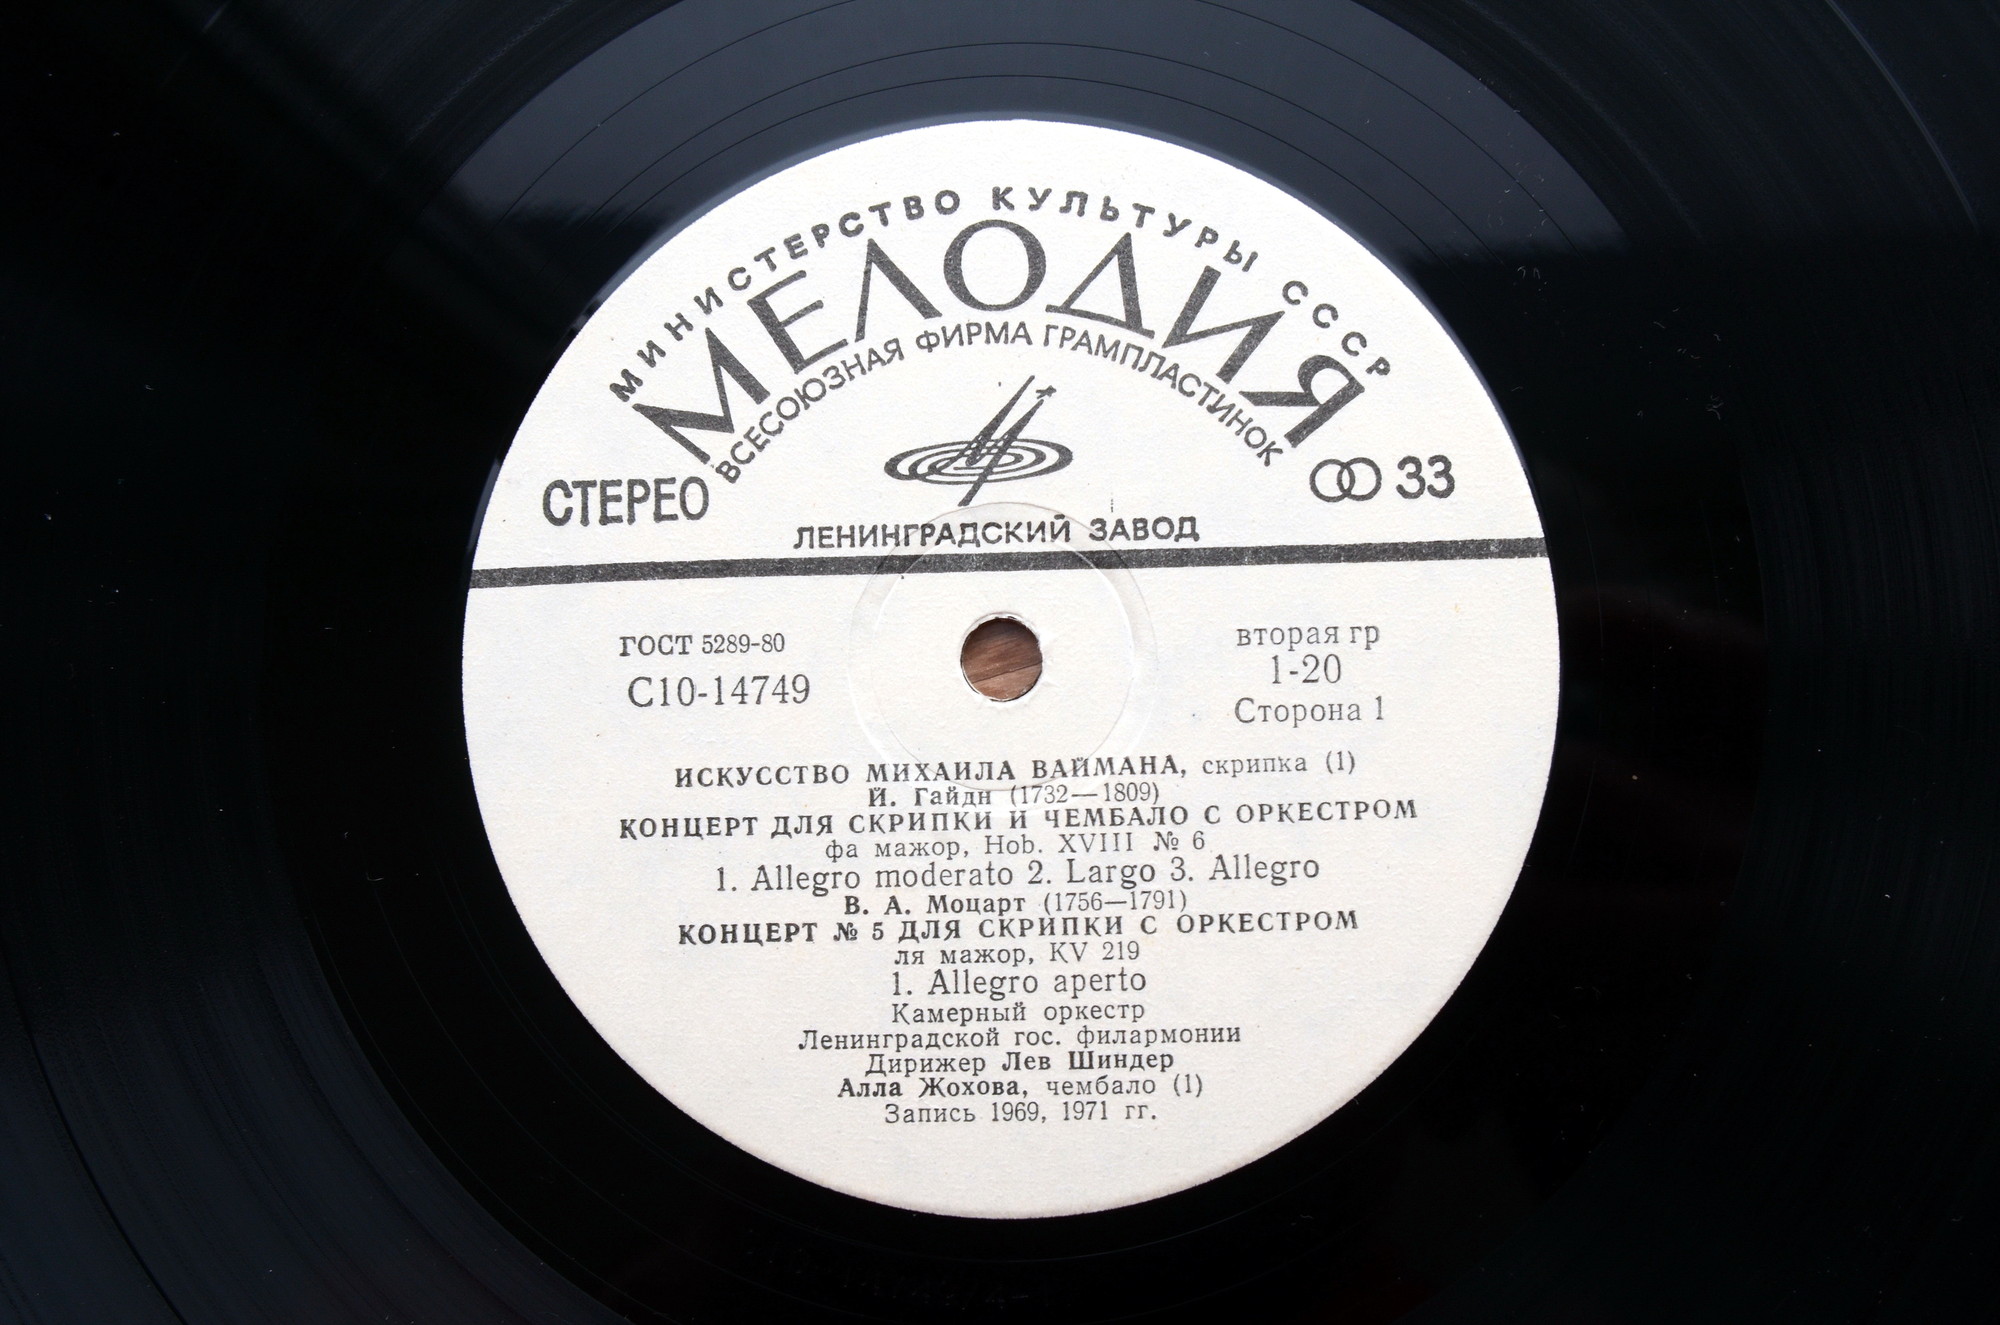 МИНИСТЕРСТВО КУЛЬТУРЫ СССР
МЕЛОДИЯ
ВСЕСОЮЗНАЯ ФИРМА ГРАМПЛАСТИНОК
СТЕРЕО
33
ЛЕНИНГРАДСКИЙ ЗАВОД
ГОСТ 5289-80
С10-14749
вторая гр
1-20
Сторона 1
ИСКУССТВО МИХАИЛА ВАЙМАНА, скрипка (1)
Й. Гайдн (1732—1809)
КОНЦЕРТ ДЛЯ СКРИПКИ И ЧЕМБАЛО С ОРКЕСТРОМ
фа мажор, Hob. XVIII № 6
1. Allegro moderato 2. Largo 3. Allegro
В. А. Моцарт (1756—1791)
КОНЦЕРТ № 5 ДЛЯ СКРИПКИ С ОРКЕСТРОМ
ля мажор, KV 219
1. Allegro aperto
Камерный оркестр
Ленинградской гос. филармонии
Дирижер Лев Шиндер
Алла Жохова, чембало (1)
Запись 1969, 1971 гг.